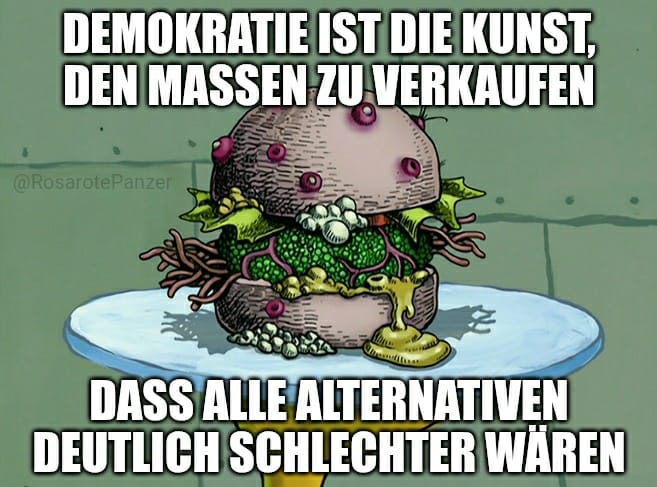 DEMOKRATIE IST DIE KUNST,
DEN MASSEN ZU VERKAUFEN
@RosarotePanzer
DASS ALLE ALTERNATIVEN
DEUTLICH SCHLECHTER WÄREN